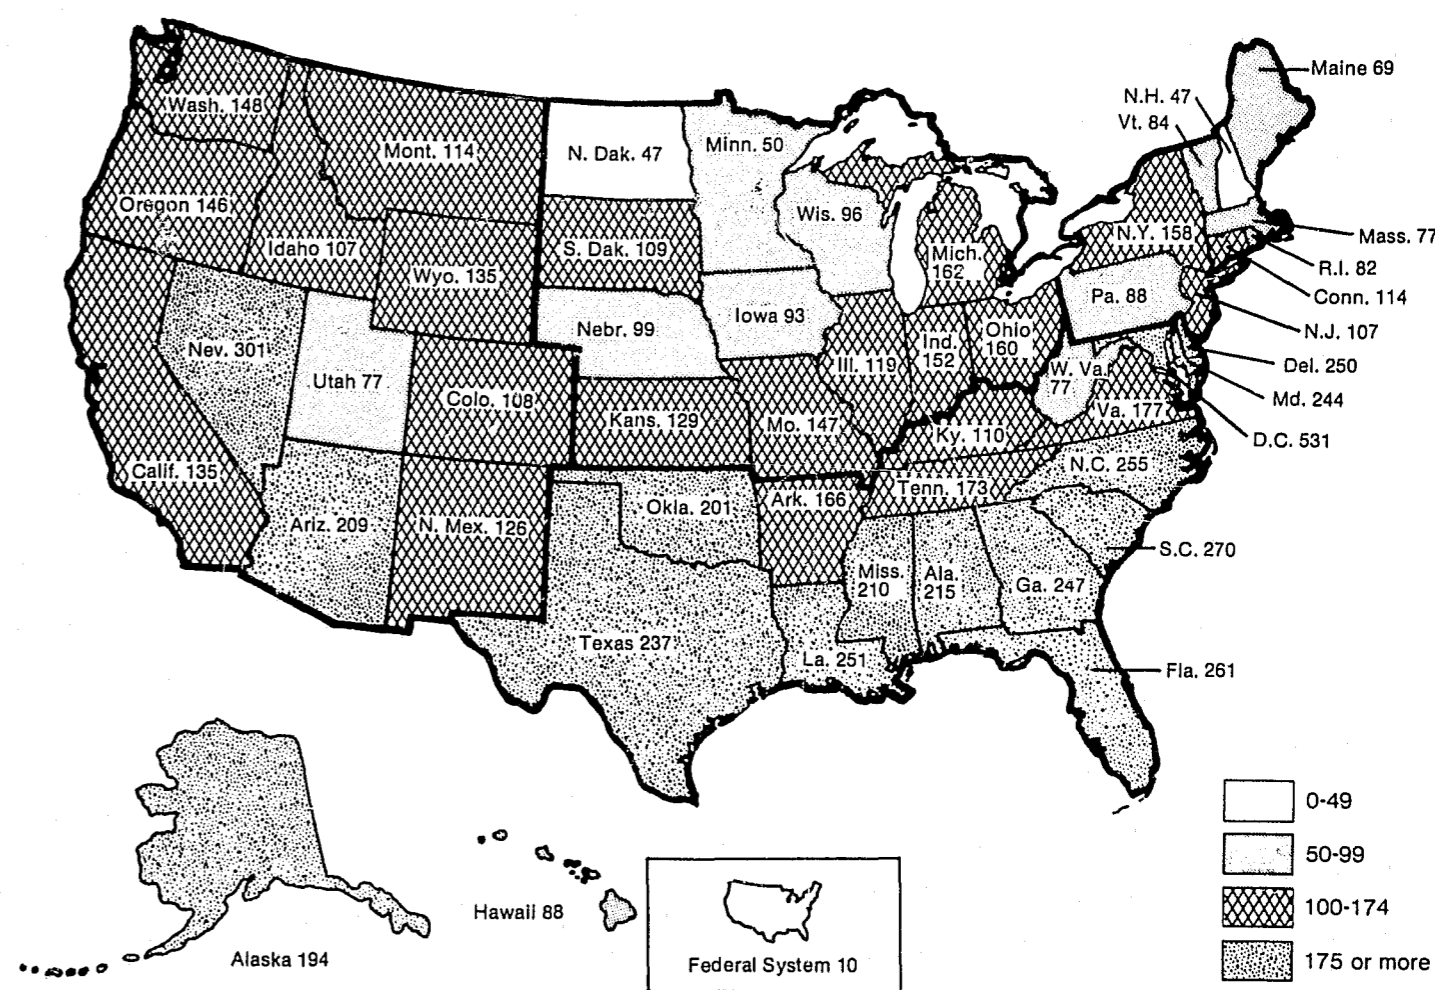 Maine 69
N.H. 47
Vt. 84
Wash. 148
Mont. 114
N. Dak. 47
Minn. 50
Oregon 146
Idaho 107
Wyo. 135
S. Dak. 109
Wis. 96
Mich.
162
N.Y. 158
Mass. 77
R.I. 82
Conn. 114
N.J. 107
Pa. 88
Del. 250
Md. 244
D.C. 531
Nev. 301
Utah 77
Colo. 108
Nebr. 99
Iowa 93
Ill. 119
Ind.
152
Ohio
160
W. Va.
77
Va. 177
Calif. 135
Ariz. 209
N. Mex. 126
Kans. 129
Mo. 147
Ky. 110
Okla. 201
Ark. 166
Tenn. 173
N.C. 255
S.C. 270
Texas 237
La. 251
Miss.
210
Ala.
215
Ga. 247
Fla. 261
Alaska 194
Hawaii 88
Federal System 10
0-49
50-99
100-174
175 or more